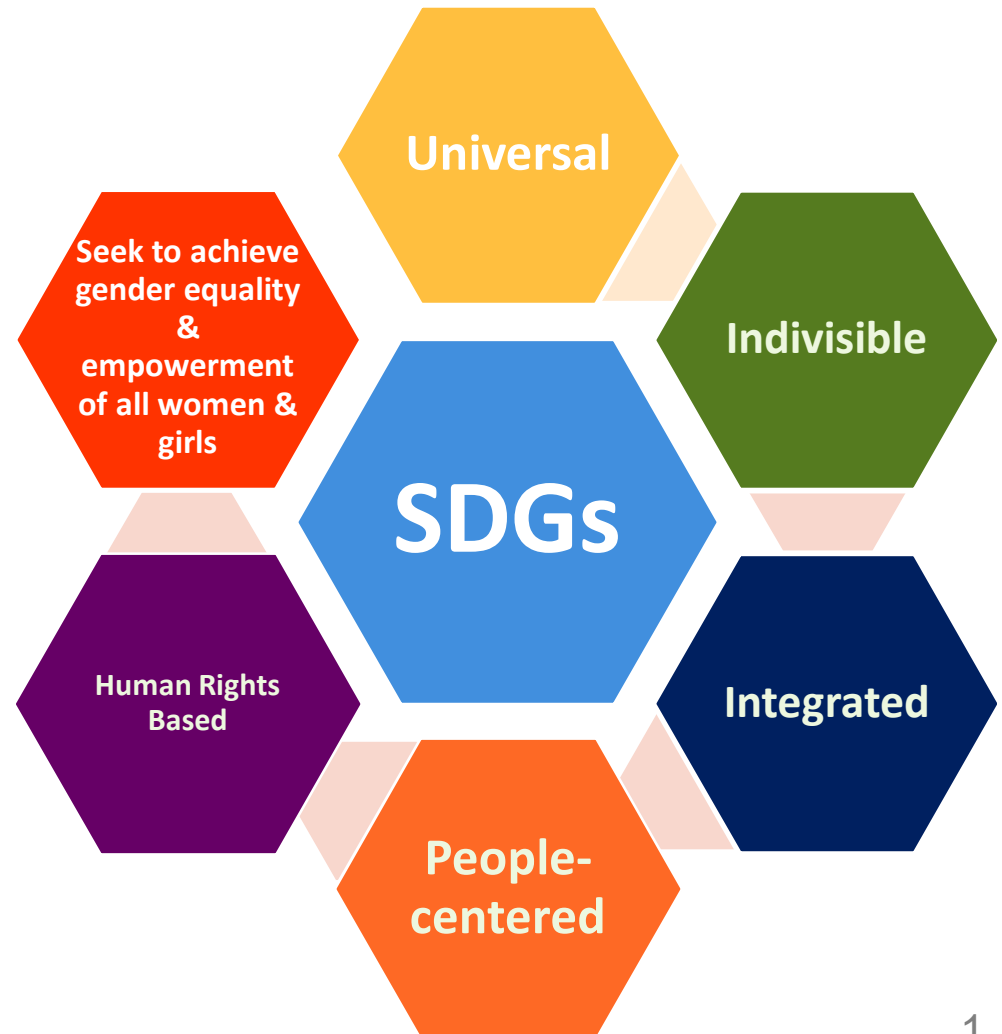 Universal
Seek to achieve
gender equality
&
empowerment
of all women &
girls
Indivisible
SDGs
Human Rights
Based
Integrated
People-
centered
1